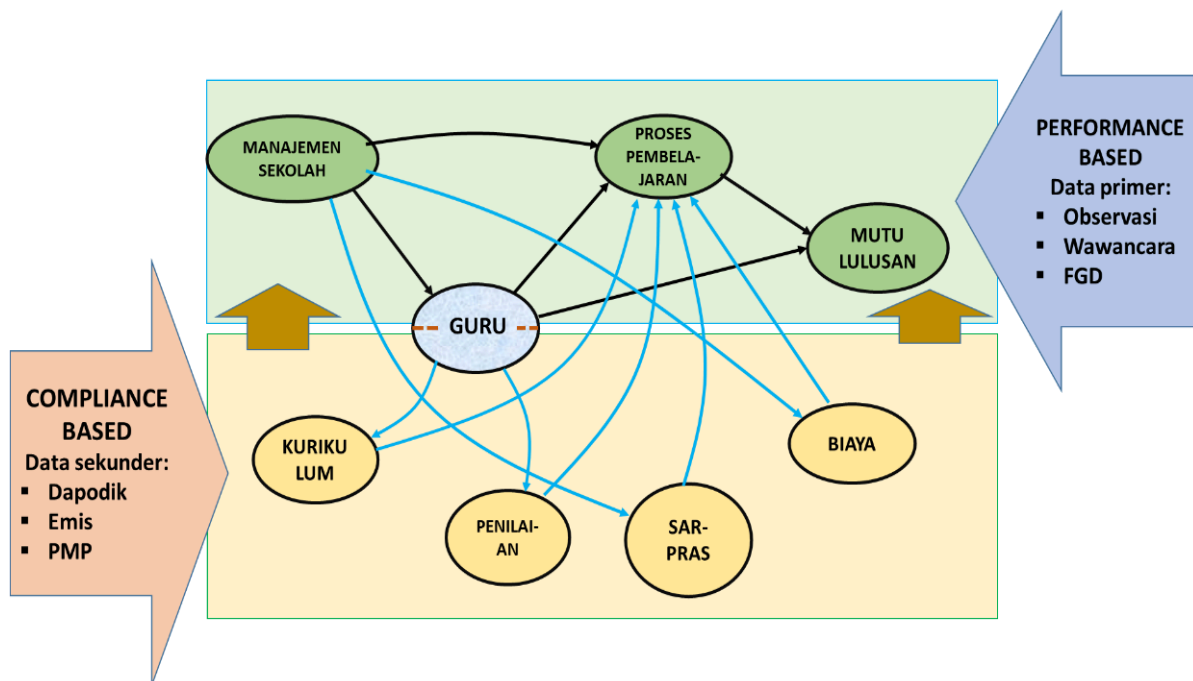 MANAJEMEN
SEKOLAH
PROSES
PEMBELA-
JARAN
MUTU
LULUSAN
GURU
PERFORMANCE
BASED
Data primer:
▪ Observasi
▪ Wawancara
▪ FGD
COMPLIANCE
BASED
Data sekunder:
▪ Dapodik
▪ Emis
▪ PMP
KURIKU
LUM
PENILAI-
AN
SAR-
PRAS
BIAYA